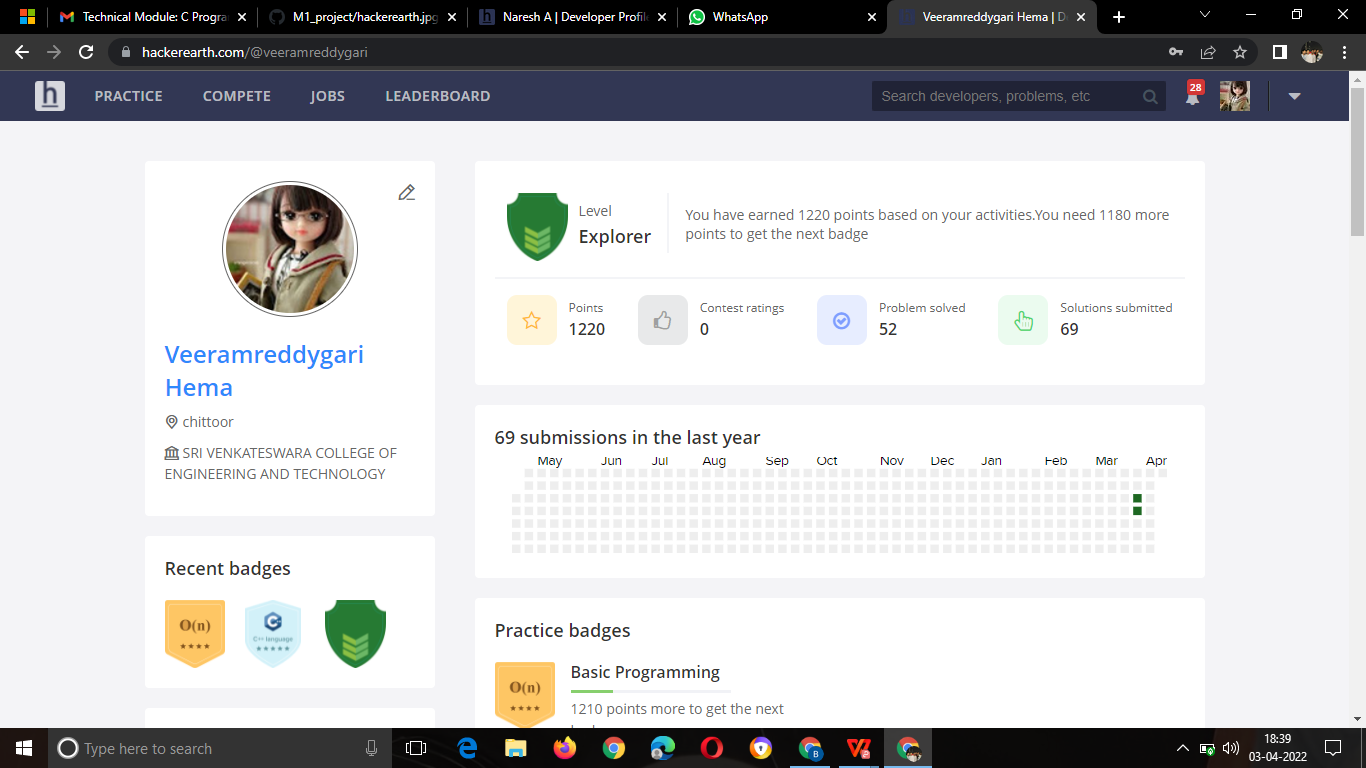 Technical Module: C Progra
M1_project/hackerearth.jpg
Naresh A | Developer Profile
WhatsApp
Veeramreddygari Hema | D
hackerearth.com/@veeramreddygari
h PRACTICE COMPETE JOBS LEADERBOARD
Search developers, problems, etc
28
Level
Explorer
You have earned 1220 points based on your activities.You need 1180 more
points to get the next badge
Points
1220
Contest ratings
0
Problem solved
52
Solutions submitted
69
Veeramreddygari
Hema
chittoor
SRI VENKATESWARA COLLEGE OF
ENGINEERING AND TECHNOLOGY
69 submissions in the last year
May Jun Jul Aug Sep Oct Nov Dec Jan Feb Mar Apr
Recent badges
O(n)
C++ language
Practice badges
O(n)
Basic Programming
1210 points more to get the next
Type here to search
18:39
03-04-2022